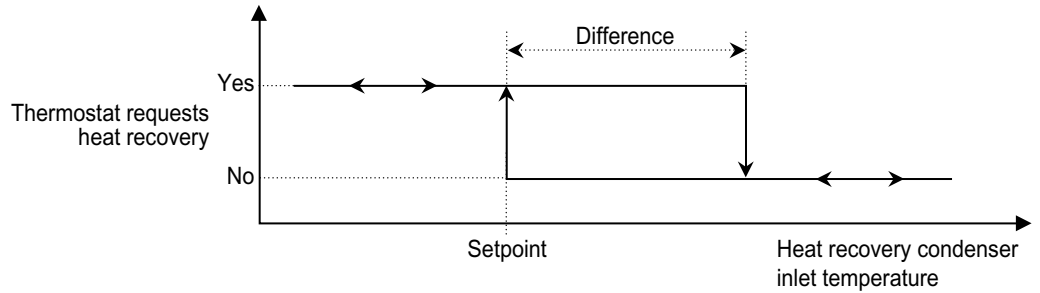 Difference
Yes
Thermostat requests
heat recovery
No
Setpoint
Heat recovery condenser
inlet temperature